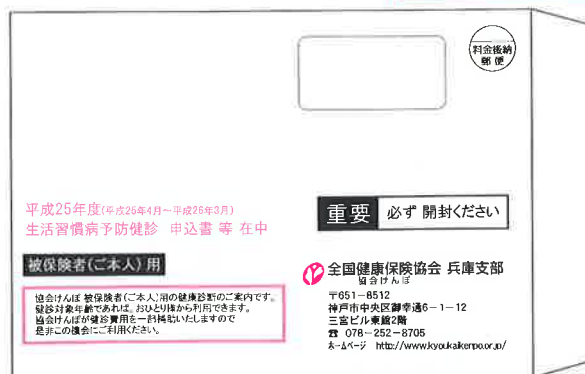 料金後納
郵便
平成25年度(平成25年4月～平成26年3月)
生活習慣病予防健診 申込書 等 在中
重要 必ず 開封ください
被保険者(ご本人)用
協会けんぽ 被保険者(ご本人)用の健康診断のご案内です。
健診対象年齢であれば、おひとり様から利用できます。
協会けんぽが健診費用を一部補助いたしますので
是非この機会にご利用ください。
全国健康保険協会 兵庫支部
協会けんぽ
〒651-8512
神戸市中央区御幸通6-1-12
三宮ビル東館2階
☎ 078-252-8705
ホームページ http://www.kyoukaikenpo.or.jp/